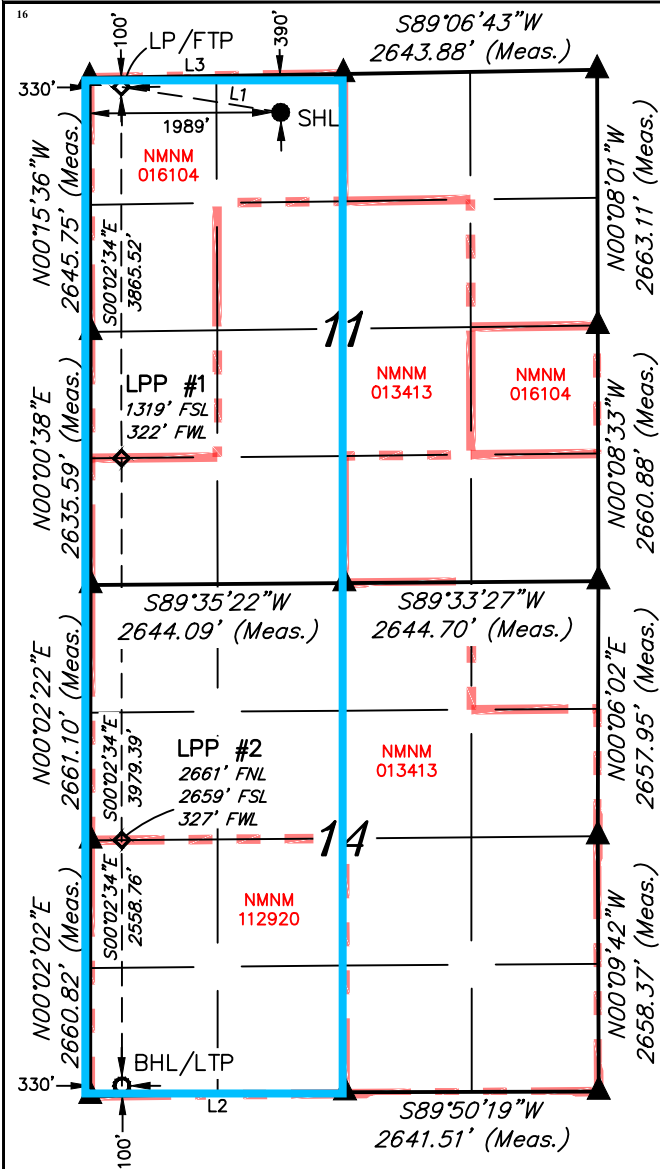 16
100'
390'
S89°06'43"W
2643.88' (Meas.)
LP/FTP
L3
330'
L1
SHL
1989'
NMNM
016104
N00°15'36"W
2645.75' (Meas.)
S00°02'34"E
3865.52'
N00°08'01"W
2663.11' (Meas.)
11
LPP #1
1319' FSL
322' FWL
NMNM
013413
NMNM
016104
N00°00'38"E
2635.59' (Meas.)
N00°08'33"W
2660.88' (Meas.)
S89°35'22"W
2644.09' (Meas.)
S89°33'27"W
2644.70' (Meas.)
N00°02'22"E
2661.10' (Meas.)
S00°02'34"E
3979.39'
LPP #2
2661' FNL
2659' FSL
327' FWL
NMNM
013413
N00°06'02"E
2657.95' (Meas.)
14
S00°02'34"E
2558.76'
NMNM
112920
N00°02'02"E
2660.82' (Meas.)
N00°09'42"W
2658.37' (Meas.)
BHL/LTP
330'
L2
100'
S89°50'19"W
2641.51' (Meas.)